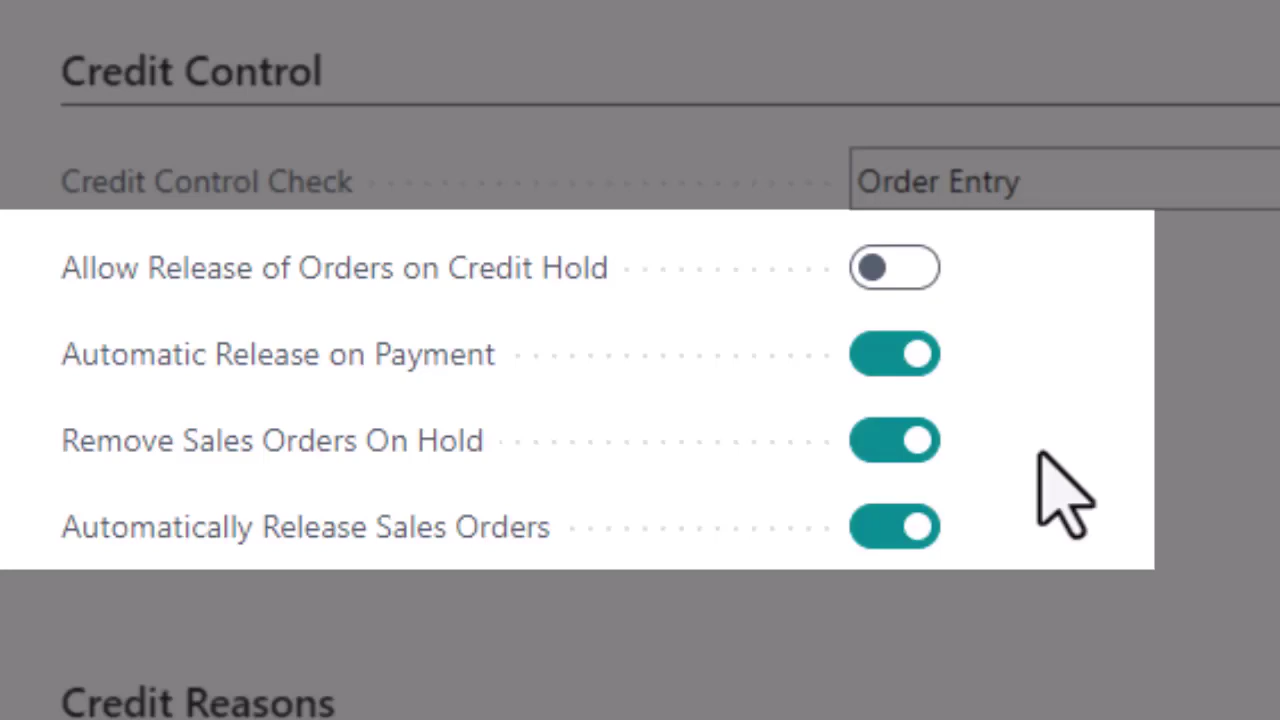 Credit Control
Credit Control Check Order Entry
Allow Release of Orders on Credit Hold
Automatic Release on Payment
Remove Sales Orders On Hold
Automatically Release Sales Orders
Credit Reasons